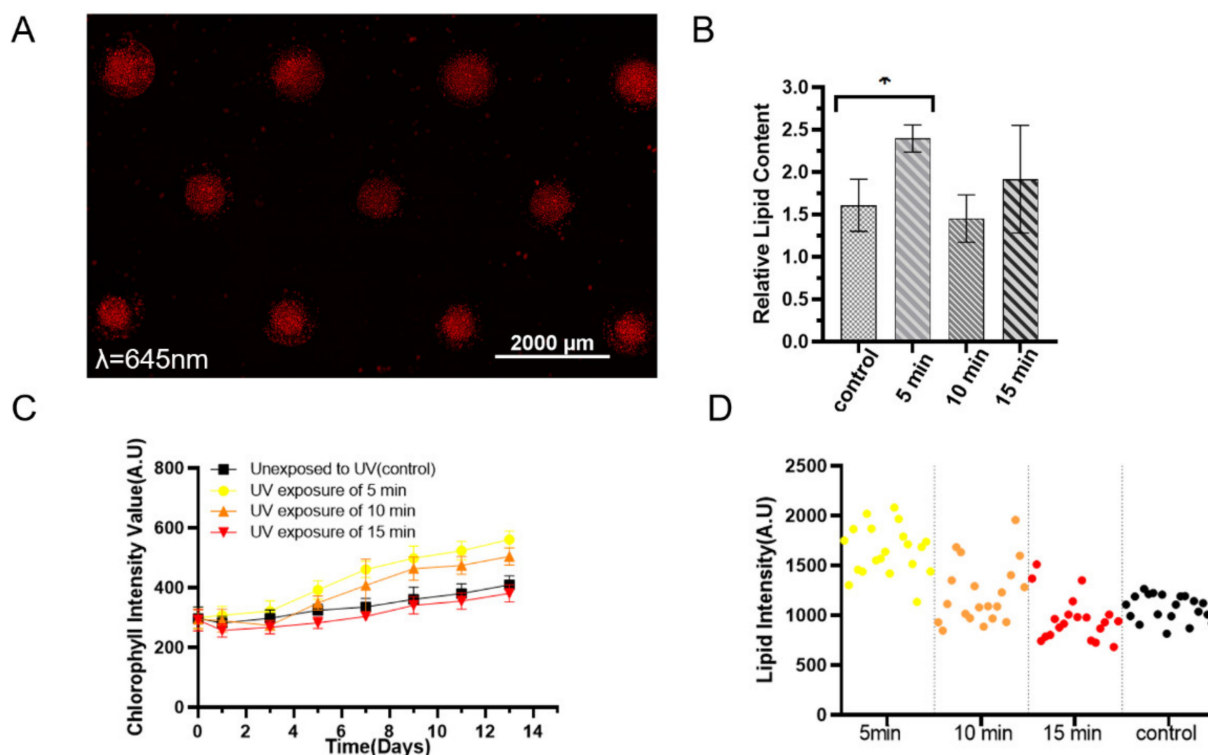 A
λ=645nm
2000 µm
B
*
Relative Lipid Content
3.0
2.5
2.0
1.5
1.0
0.5
0.0
control
5 min
10 min
15 min
C
Chlorophyll Intensity Value(A.U)
800
600
400
200
0
Unexposed to UV(control)
UV exposure of 5 min
UV exposure of 10 min
UV exposure of 15 min
0 2 4 6 8 10 12 14
Time(Days)
D
Lipid Intensity(A.U)
2500
2000
1500
1000
500
0
5min 10 min 15 min control